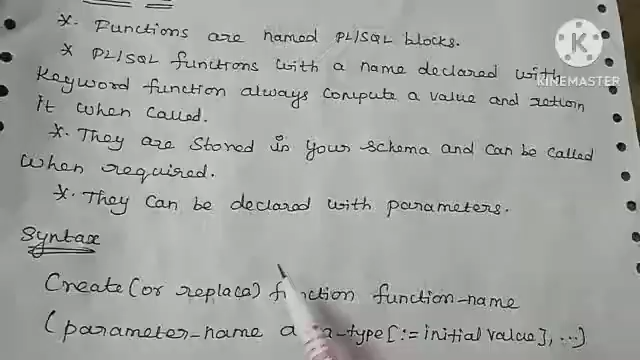 *. Functions are named PL/SQL blocks.
* PL/SQL functions with a name declared with
keyword function always compute a value and return
it when called.
*. They are stored in your schema and can be called
when required.
*. They can be declared with parameters.
Syntax
Create (or replace) function function-name
(parameter-name type [:= initial value], ...)
KINEMASTER